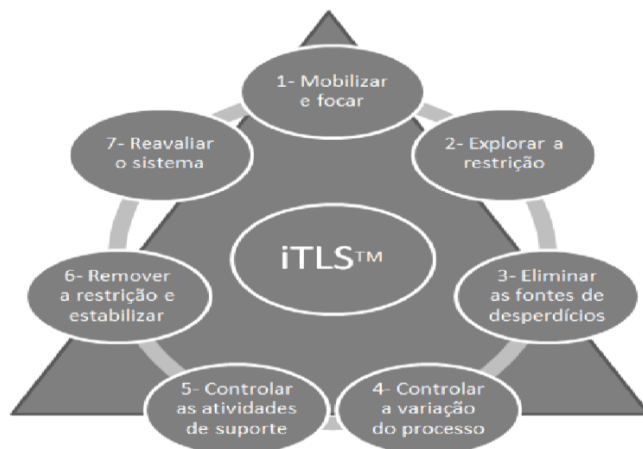 1- Mobilizar
e focar
2- Explorar a
restrição
3- Eliminar
as fontes de
desperdícios
4- Controlar
a variação
do processo
5- Controlar
as atividades
de suporte
6- Remover
a restrição e
estabilizar
7- Reavaliar
o sistema
iTLS™